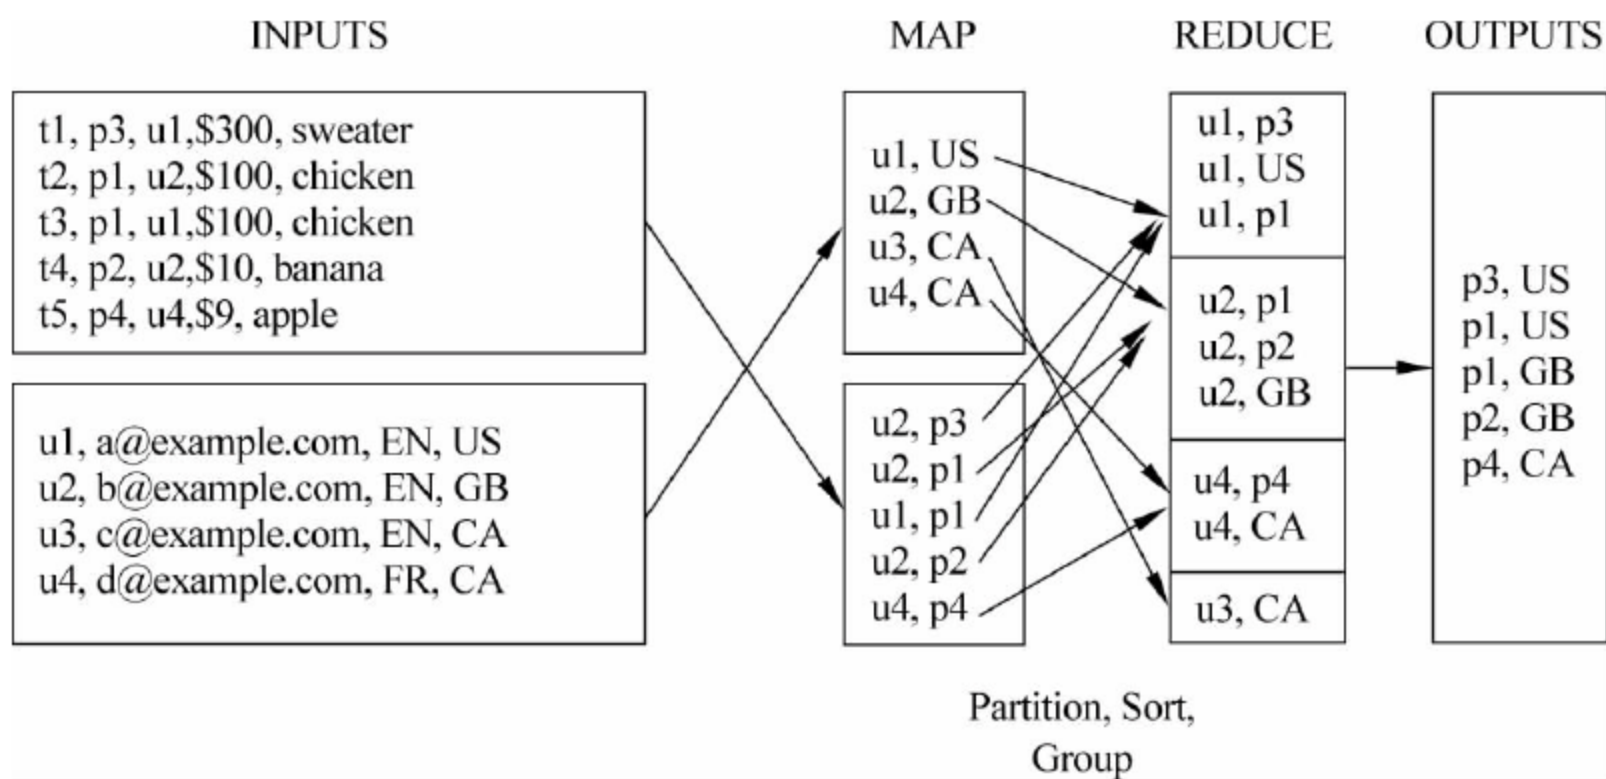 INPUTS
MAP
REDUCE
OUTPUTS
t1, p3, u1,$300, sweater
t2, p1, u2,$100, chicken
t3, p1, u1,$100, chicken
t4, p2, u2,$10, banana
t5, p4, u4,$9, apple
u1, a@example.com, EN, US
u2, b@example.com, EN, GB
u3, c@example.com, EN, CA
u4, d@example.com, FR, CA
u1, US
u2, GB
u3, CA
u4, CA
u2, p3
u2, p1
u1, p1
u2, p2
u4, p4
u1, p3
u1, US
u1, p1
u2, p1
u2, p2
u2, GB
u4, p4
u4, CA
u3, CA
p3, US
p1, US
p1, GB
p2, GB
p4, CA
Partition, Sort,
Group